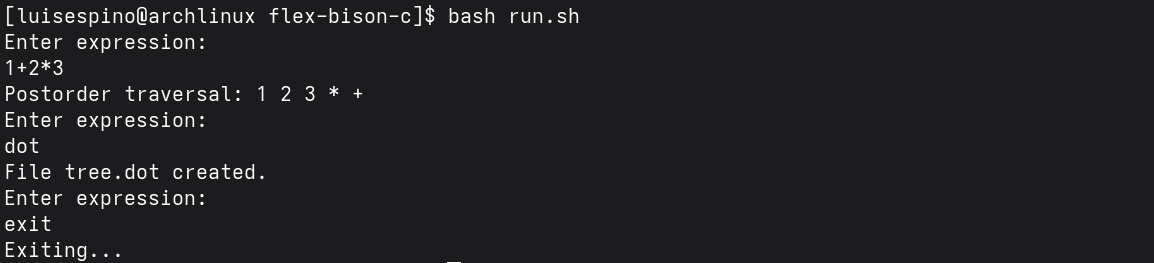 [luisespino@archlinux flex-bison-c]$ bash run.sh
Enter expression:
1+2*3
Postorder traversal: 1 2 3 * +
Enter expression:
dot
File tree.dot created.
Enter expression:
exit
Exiting...